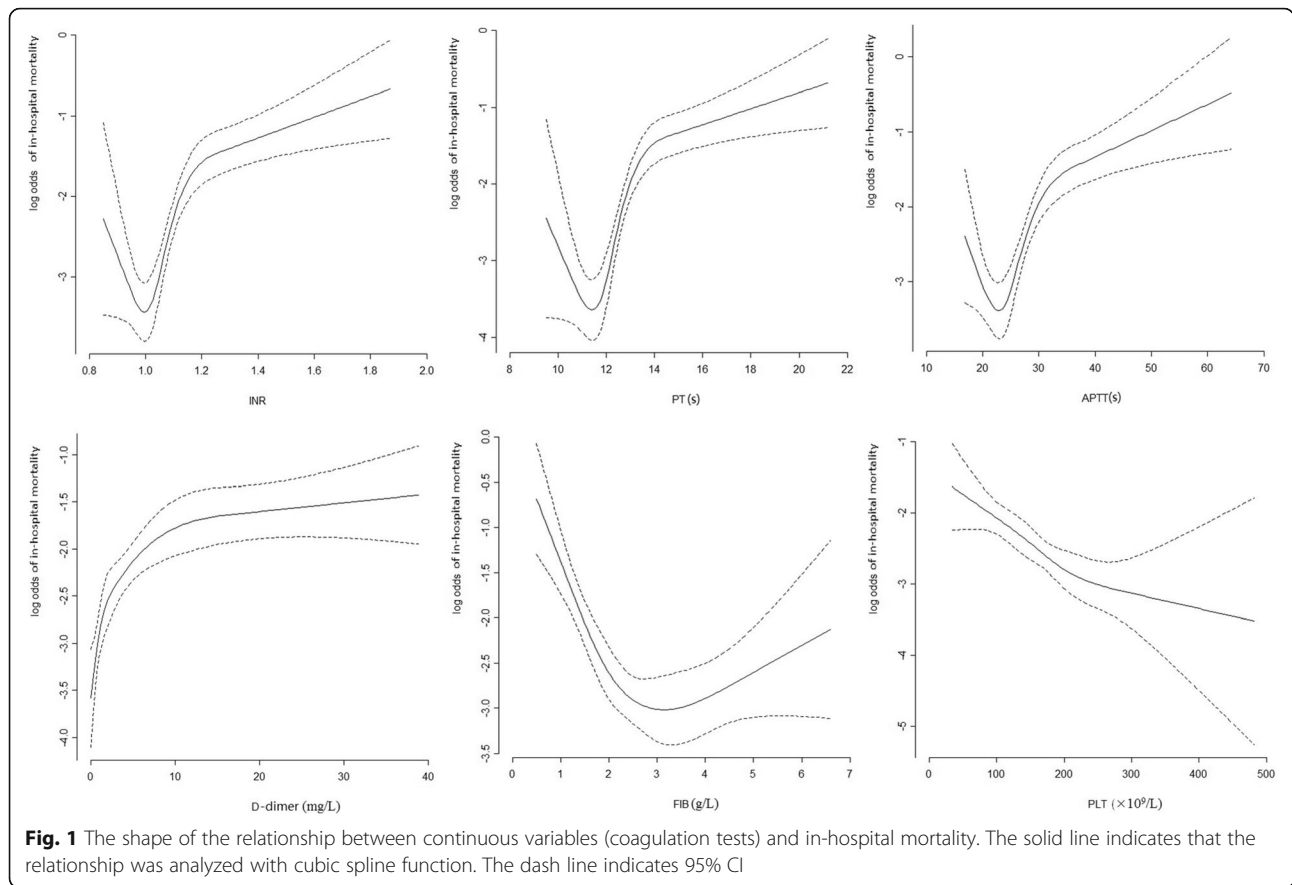 log odds of in-hospital mortality
0
-1
-2
-3
0.8 1.0 1.2 1.4 1.6 1.8 2.0
INR
log odds of in-hospital mortality
0
-1
-2
-3
-4
8 10 12 14 16 18 20 22
PT (s)
log odds of in-hospital mortality
0
-1
-2
-3
10 20 30 40 50 60 70
APTT(s)
log odds of in-hospital mortality
-1.0
-1.5
-2.0
-2.5
-3.0
-3.5
-4.0
0 10 20 30 40
D-dimer (mg/L)
log odds of in-hospital mortality
0.0
-0.5
-1.0
-1.5
-2.0
-2.5
-3.0
-3.5
0 1 2 3 4 5 6 7
FIB (g/L)
log odds of in-hospital mortality
-1
-2
-3
-4
-5
0 100 200 300 400 500
PLT (×10⁹/L)
Fig. 1 The shape of the relationship between continuous variables (coagulation tests) and in-hospital mortality. The solid line indicates that the
relationship was analyzed with cubic spline function. The dash line indicates 95% CI